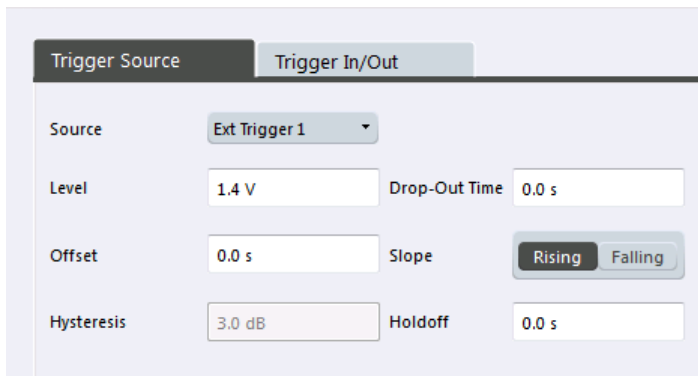 Trigger Source Trigger In/Out
Source Ext Trigger 1
Level 1.4 V Drop-Out Time 0.0 s
Offset 0.0 s Slope Rising Falling
Hysteresis 3.0 dB Holdoff 0.0 s